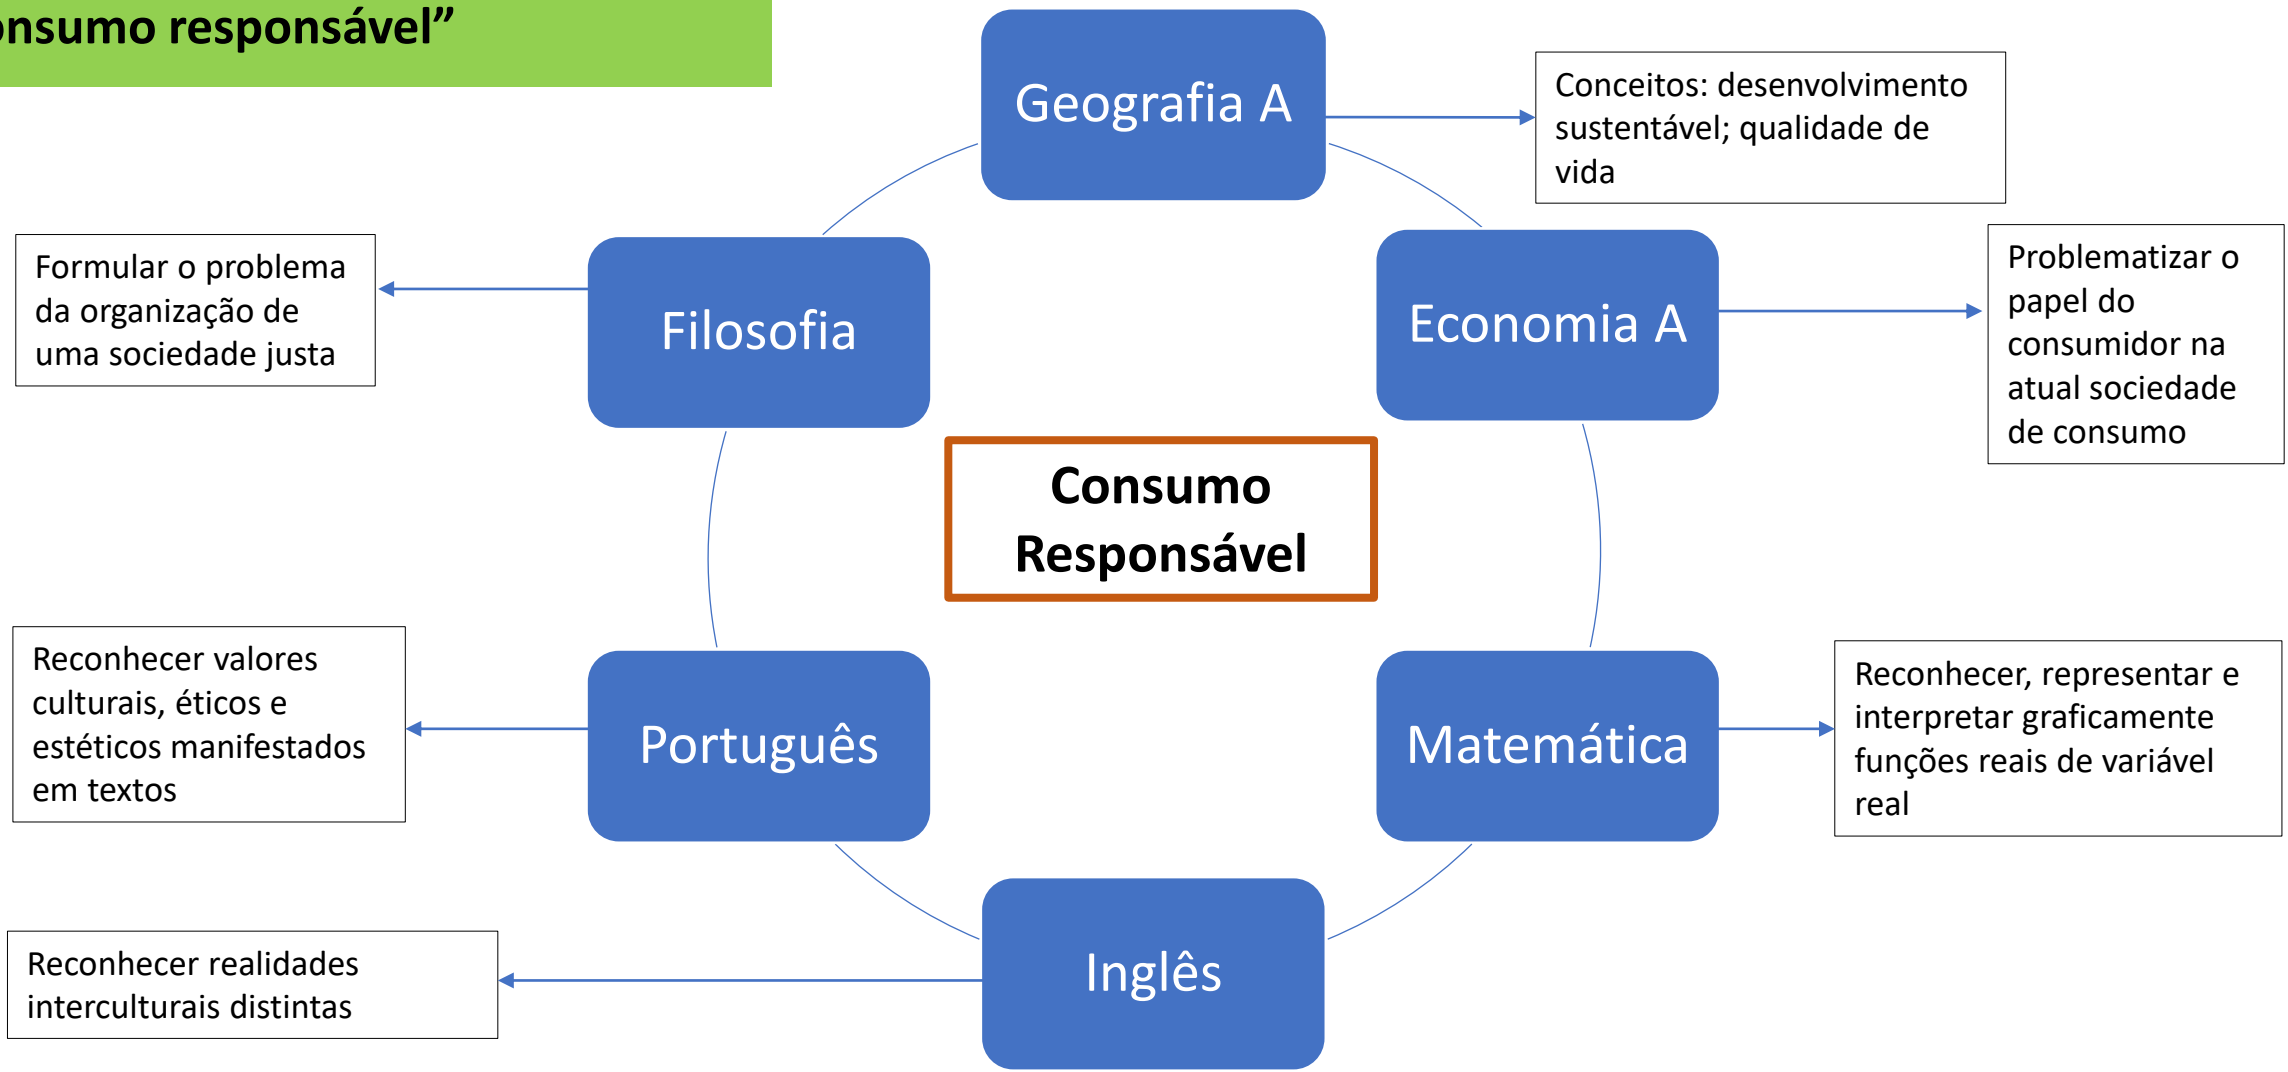 responsável”
Geografia A
Conceitos: desenvolvimento
sustentável; qualidade de
vida
Economia A
Problematizar o
papel do
consumidor na
atual sociedade
de consumo
Filosofia
Formular o problema
da organização de
uma sociedade justa
Consumo
Responsável
Português
Reconhecer valores
culturais, éticos e
estéticos manifestados
em textos
Matemática
Reconhecer, representar e
interpretar graficamente
funções reais de variável
real
Inglês
Reconhecer realidades
interculturais distintas